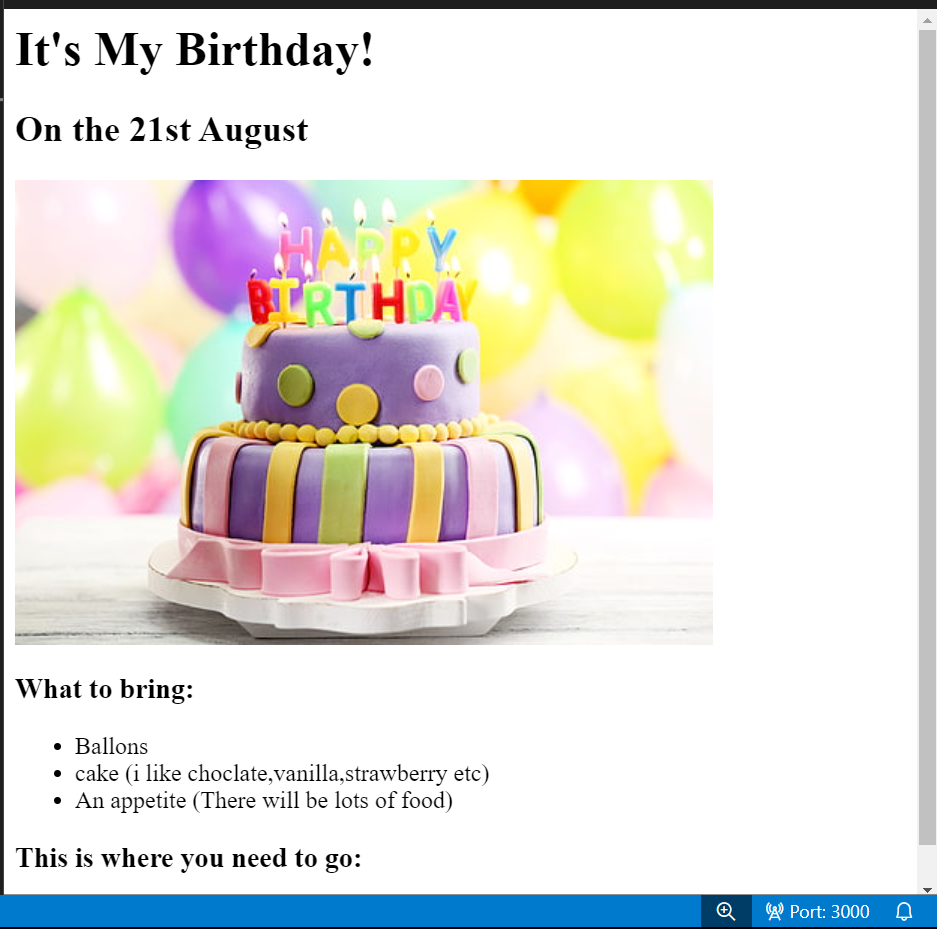 It's My Birthday!
On the 21st August
HAPPY
BIRTHDAY
What to bring:
Ballons
cake (i like choclate,vanilla,strawberry etc)
An appetite (There will be lots of food)
This is where you need to go:
Port: 3000